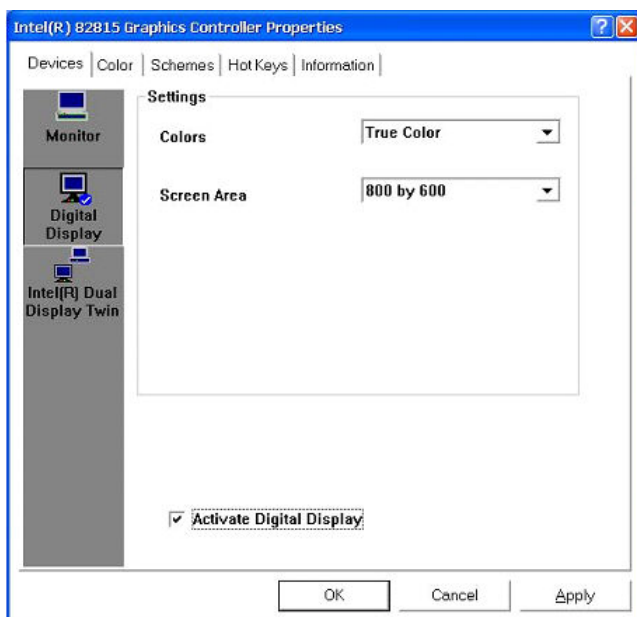 Intel(R) 82815 Graphics Controller Properties
Devices
Color
Schemes
Hot Keys
Information
Monitor
Digital
Display
Intel(R) Dual
Display Twin
Settings
Colors
True Color
Screen Area
800 by 600
Activate Digital Display
OK
Cancel
Apply